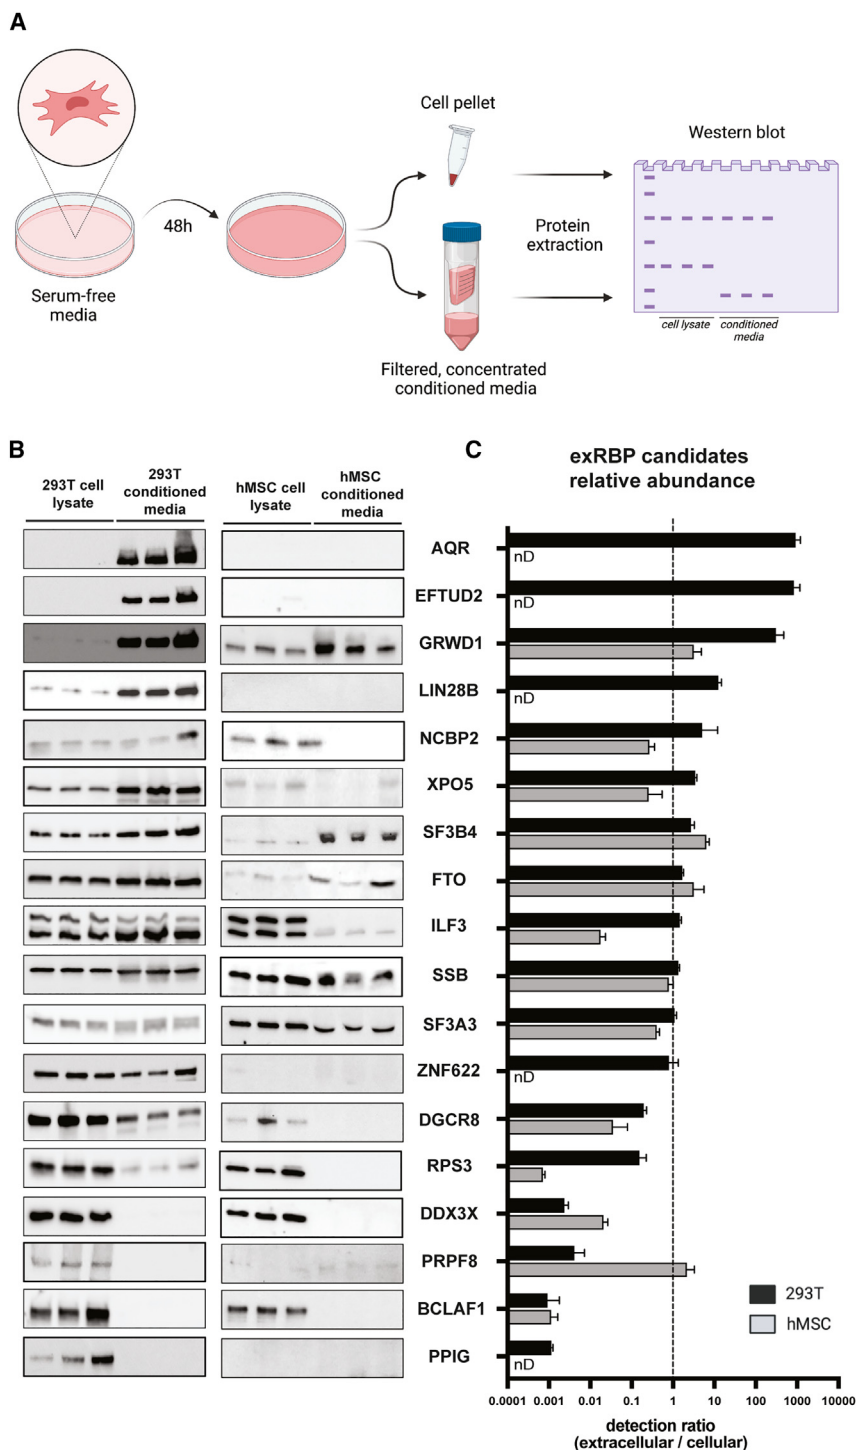 A
Cell pellet
Western blot
48h
Protein
extraction
Serum-free
media
cell lysate
conditioned
media
Filtered, concentrated
conditioned media
B
293T cell
lysate
293T
conditioned
media
hMSC cell
lysate
hMSC
conditioned
media
C
exRBP candidates
relative abundance
AQR
nD
EFTUD2
nD
GRWD1
LIN28B
nD
NCBP2
XPO5
SF3B4
FTO
ILF3
SSB
SF3A3
ZNF622
nD
DGCR8
RPS3
DDX3X
PRPF8
BCLAF1
PPIG
nD
293T
hMSC
0.0001 0.001 0.01 0.1 1 10 100 1000 10000
detection ratio
(extracellular / cellular)